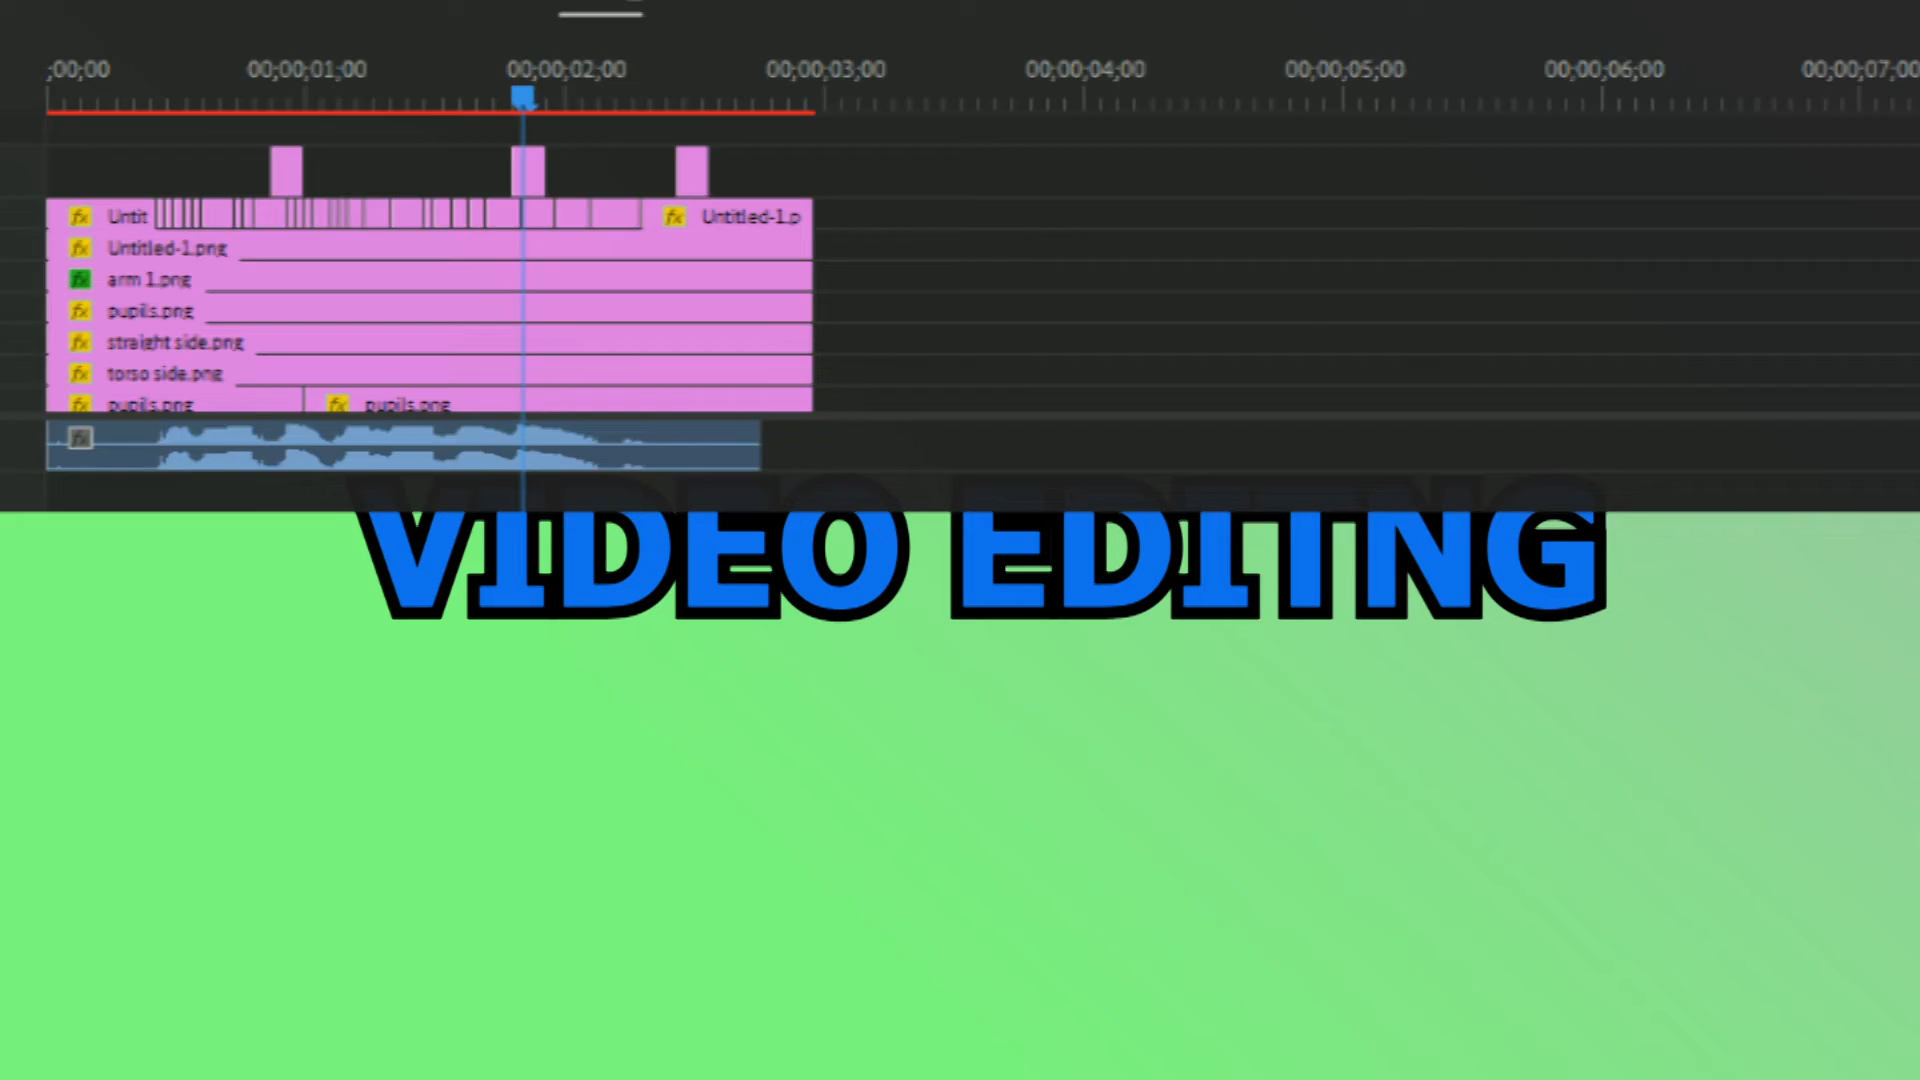 ;00;00 00;00;01;00 00;00;02;00 00;00;03;00 00;00;04;00 00;00;05;00 00;00;06;00 00;00;07;00
fx Untit fx Untitled-1.p
fx Untitled-1.png
fx arm 1.png
fx pupils.png
fx straight side.png
fx torso side.png
fx pupils.png fx pupils.png
fx
VIDEO EDITNG